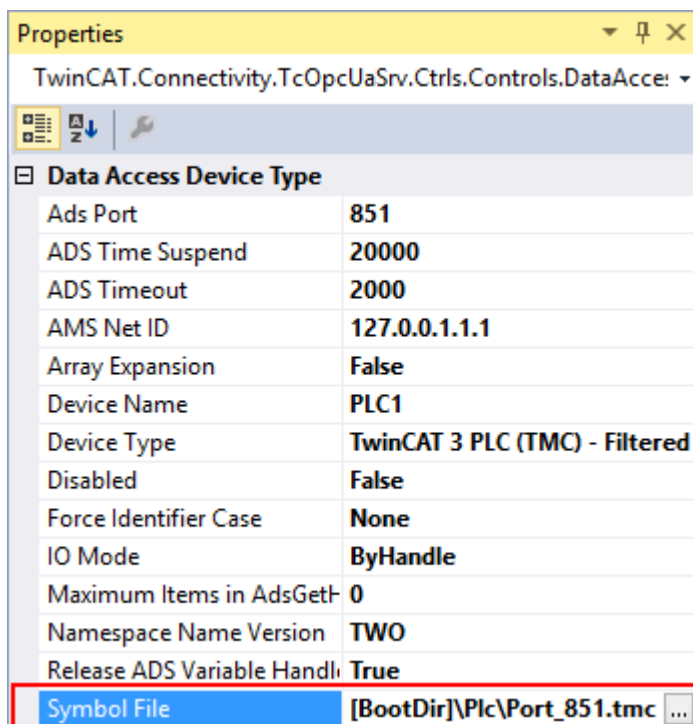 Properties
TwinCAT.Connectivity.TcOpcUaSrv.Ctrls.Controls.DataAcce
Data Access Device Type
Ads Port 851
ADS Time Suspend 20000
ADS Timeout 2000
AMS Net ID 127.0.0.1.1.1
Array Expansion False
Device Name PLC1
Device Type TwinCAT 3 PLC (TMC) - Filtered
Disabled False
Force Identifier Case None
IO Mode ByHandle
Maximum Items in AdsGetH 0
Namespace Name Version TWO
Release ADS Variable Handl True
Symbol File [BootDir]\Plc\Port_851.tmc ...